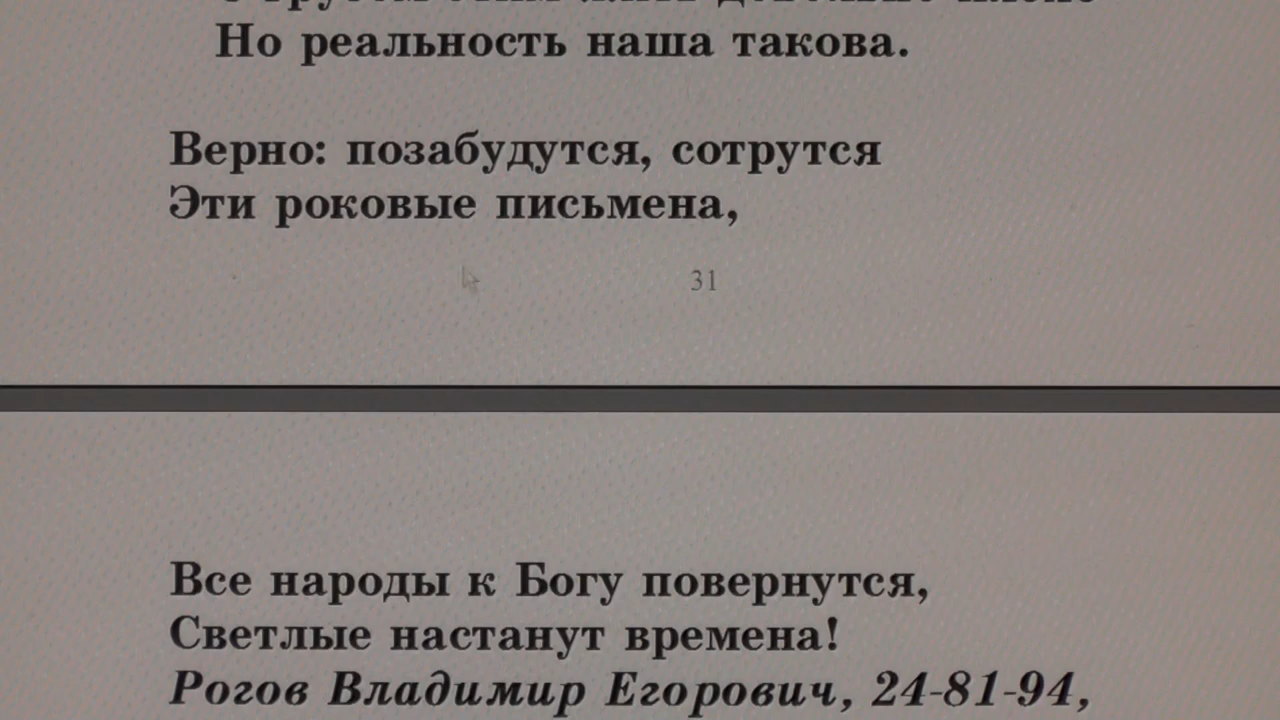 Но реальность наша такова.
Верно: позабудутся, сотрутся
Эти роковые письмена,
31
Все народы к Богу повернутся,
Светлые настанут времена!
Рогов Владимир Егорович, 24-81-94,